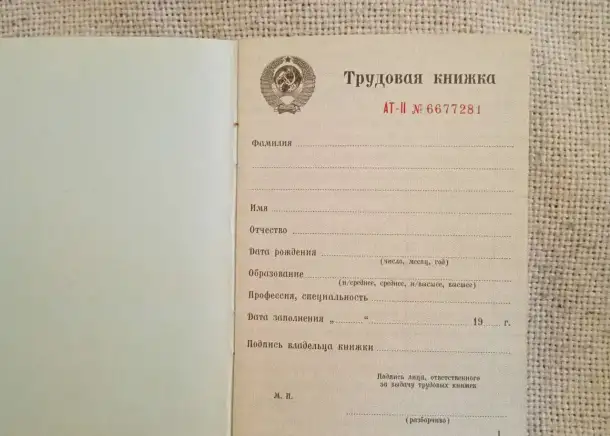 Трудовая книжка
АТ-II № 6677281
Фамилия
Имя
Отчество
Дата рождения
(число, месяц, год)
Образование
(н/среднее, среднее, н/высшее, высшее)
Профессия, специальность
Дата заполнения „ “ 19 г.
Подпись владельца книжки
Подпись лица, ответственного
за выдачу трудовых книжек
М. П.
(разборчиво)